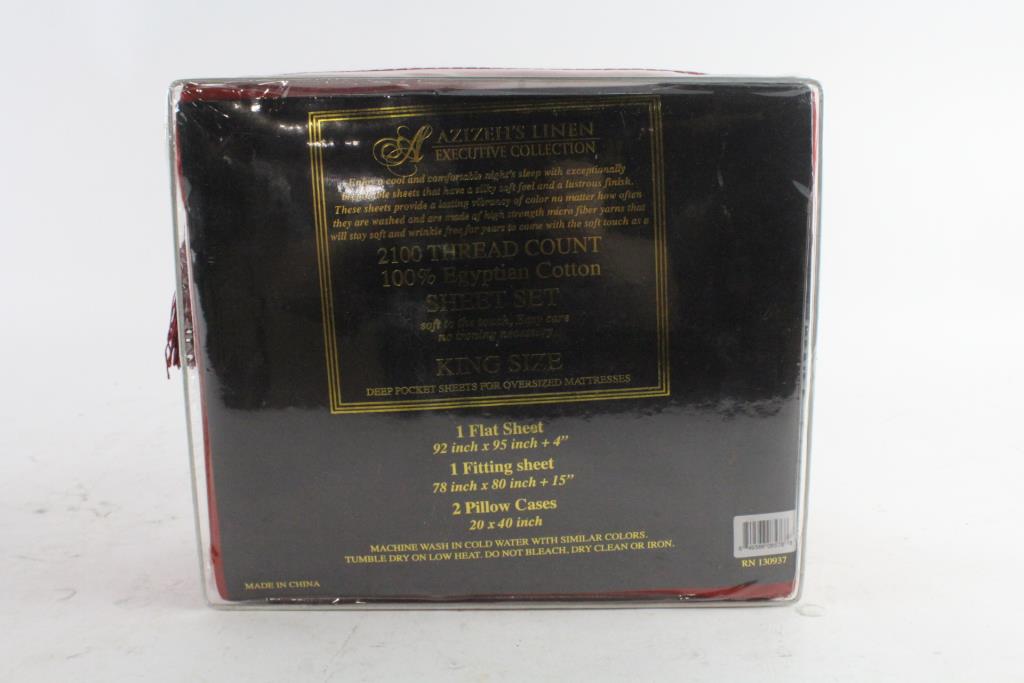 AZIZEH'S LINEN
EXECUTIVE COLLECTION
Enjoy a cool and comfortable night's sleep with exceptionally
breathable sheets that have a silky soft feel and a lustrous finish.
These sheets provide a lasting vibrancy of color no matter how often
they are washed and are made of high strength micro fiber yarns that
will stay soft and wrinkle free for years to come with the soft touch as a
2100 THREAD COUNT
100% Egyptian Cotton
SHEET SET
soft to the touch, Easy care
no ironing necessary...
KING SIZE
DEEP POCKET SHEETS FOR OVERSIZED MATTRESSES
1 Flat Sheet
92 inch x 95 inch + 4"
1 Fitting sheet
78 inch x 80 inch + 15"
2 Pillow Cases
20 x 40 inch
MACHINE WASH IN COLD WATER WITH SIMILAR COLORS.
TUMBLE DRY ON LOW HEAT. DO NOT BLEACH, DRY CLEAN OR IRON.
RN 130937
MADE IN CHINA